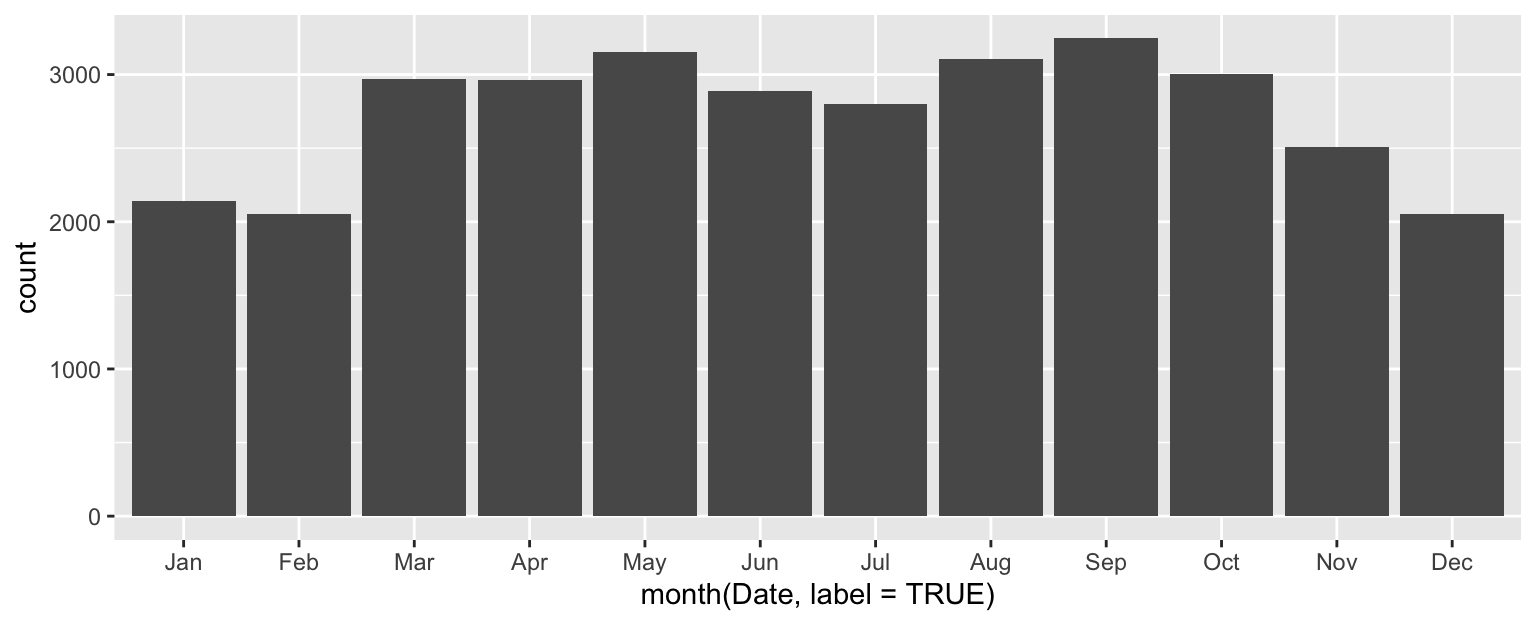 3000
2000
1000
0
count
Jan Feb Mar Apr May Jun Jul Aug Sep Oct Nov Dec
month(Date, label = TRUE)